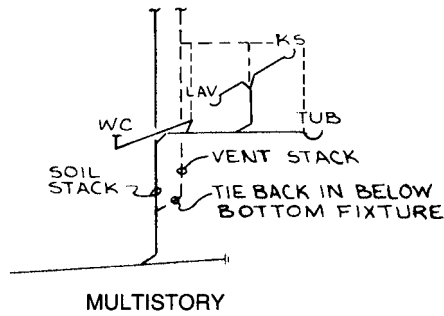 KS
LAV
WC
TUB
VENT STACK
SOIL
STACK
TIE BACK IN BELOW
BOTTOM FIXTURE
MULTISTORY